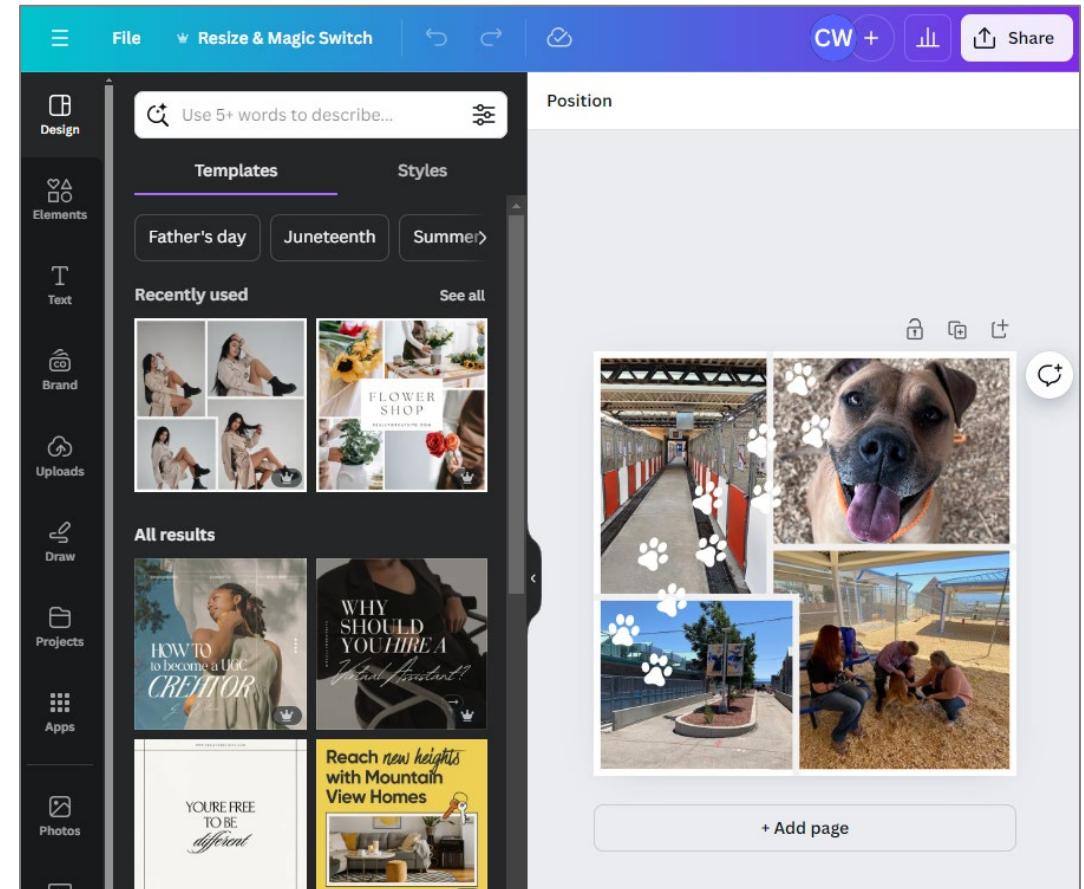 File
Resize & Magic Switch
CW
+
Share
Design
Elements
Text
CO
Brand
Uploads
Draw
Projects
Apps
Photos
Use 5+ words to describe...
Templates
Styles
Father's day
Juneteenth
Summer
Recently used
See all
FLOWER
SHOP
All results
HOW TO
to become a UGC
CREATOR
WHY
SHOULD
YOU HIRE A
Virtual Assistant?
YOU'RE FREE
TO BE
different
Reach new heights
with Mountain
View Homes
Position
+ Add page